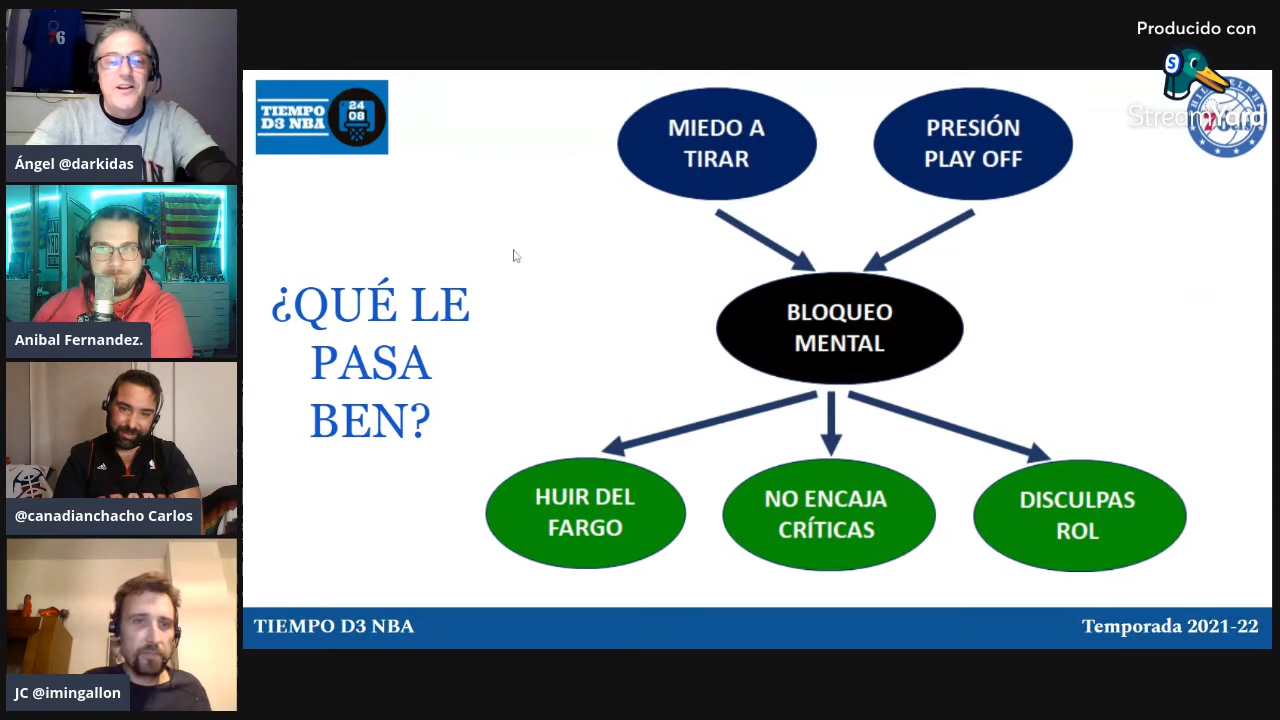 Producido con
StreamYard
76
Ángel @darkidas
Anibal Fernandez.
@canadianchacho Carlos
JC @imingallon
TIEMPO
D3 NBA
24
08
MIEDO A
TIRAR
PRESIÓN
PLAY OFF
¿QUÉ LE
PASA
BEN?
BLOQUEO
MENTAL
HUIR DEL
FARGO
NO ENCAJA
CRÍTICAS
DISCULPAS
ROL
TIEMPO D3 NBA
Temporada 2021-22